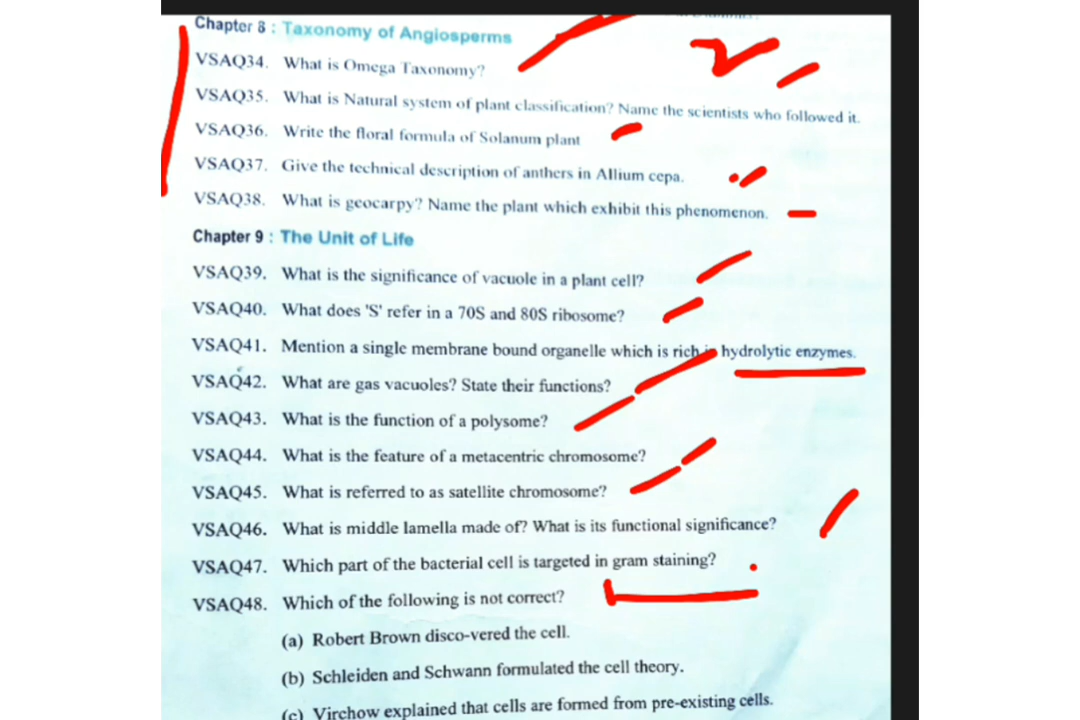 Chapter 8 : Taxonomy of Angiosperms
VSAQ34. What is Omega Taxonomy?
VSAQ35. What is Natural system of plant classification? Name the scientists who followed it.
VSAQ36. Write the floral formula of Solanum plant
VSAQ37. Give the technical description of anthers in Allium cepa.
VSAQ38. What is geocarpy? Name the plant which exhibit this phenomenon.
Chapter 9 : The Unit of Life
VSAQ39. What is the significance of vacuole in a plant cell?
VSAQ40. What does 'S' refer in a 70S and 80S ribosome?
VSAQ41. Mention a single membrane bound organelle which is rich in hydrolytic enzymes.
VSAQ42. What are gas vacuoles? State their functions?
VSAQ43. What is the function of a polysome?
VSAQ44. What is the feature of a metacentric chromosome?
VSAQ45. What is referred to as satellite chromosome?
VSAQ46. What is middle lamella made of? What is its functional significance?
VSAQ47. Which part of the bacterial cell is targeted in gram staining?
VSAQ48. Which of the following is not correct?
(a) Robert Brown disco-vered the cell.
(b) Schleiden and Schwann formulated the cell theory.
(c) Virchow explained that cells are formed from pre-existing cells.